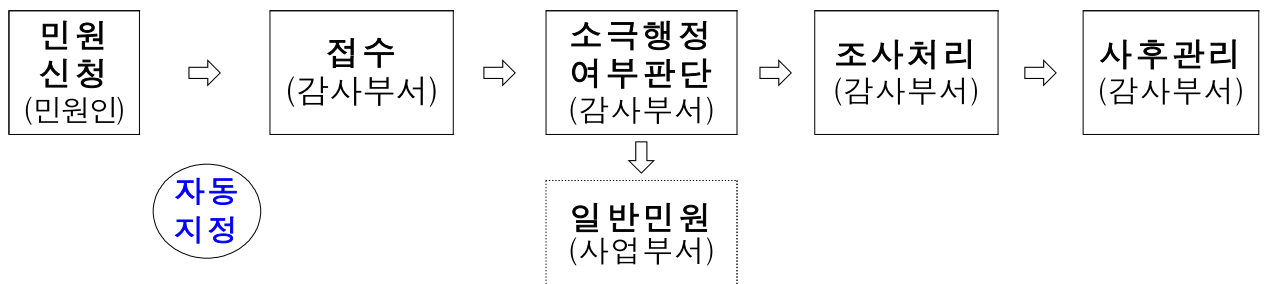 민원
신청
(민원인)
접수
(감사부서)
소극행정
여부판단
(감사부서)
조사처리
(감사부서)
사후관리
(감사부서)
자동
지정
일반민원
(사업부서)